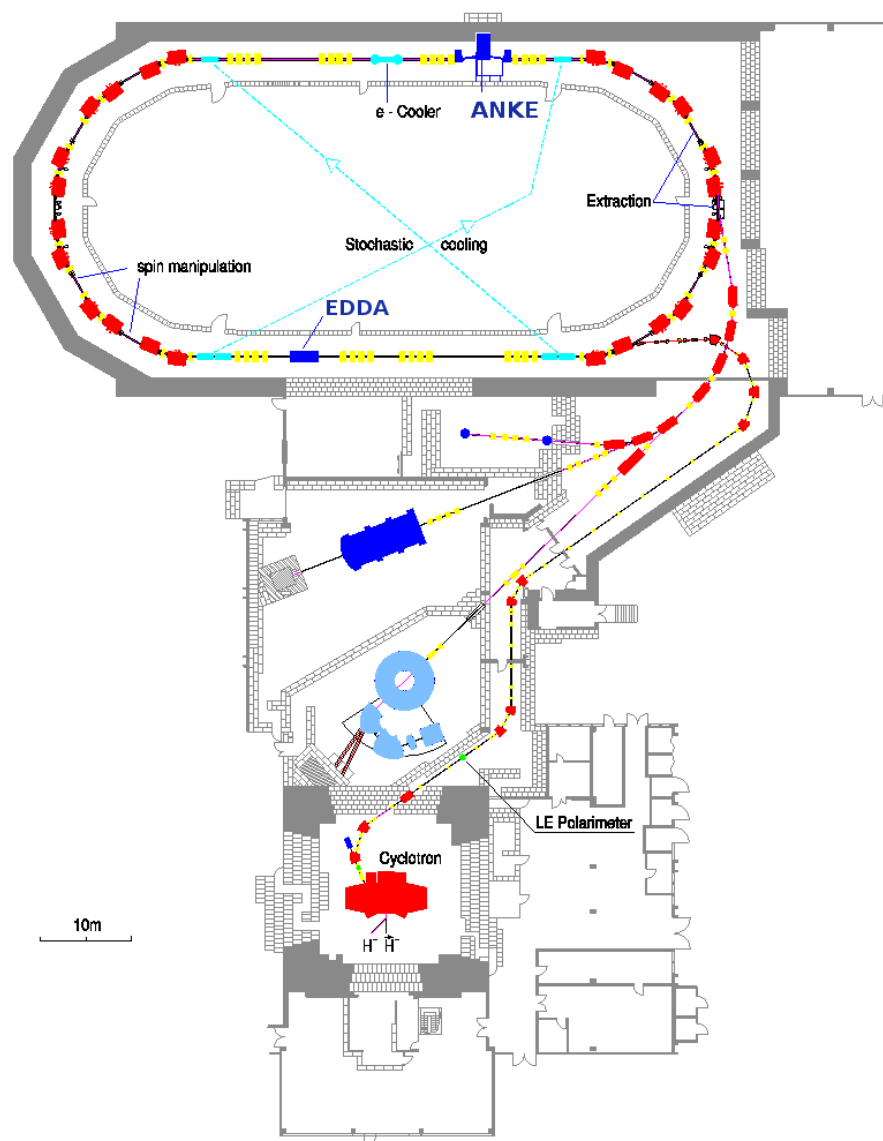 e - Cooler
ANKE
Extraction
Stochastic cooling
spin manipulation
EDDA
LE Polarimeter
Cyclotron
10m
H⁻ H⃗⁻